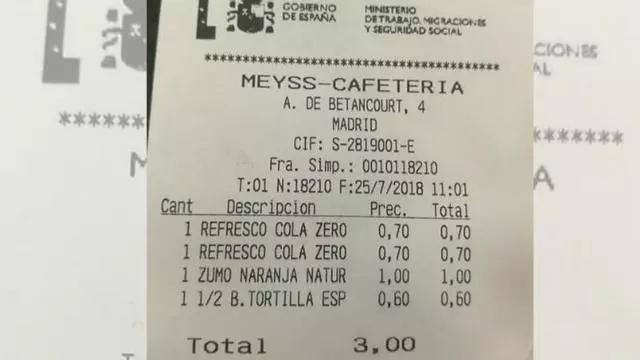 GOBIERNO
DE ESPAÑA
MINISTERIO
DE TRABAJO, MIGRACIONES
Y SEGURIDAD SOCIAL
****************************************
MEYSS-CAFETERIA
A. DE BETANCOURT, 4
MADRID
CIF: S-2819001-E
Fra. Simp.: 0010118210
T:01 N:18210 F:25/7/2018 11:01
Cant Descripcion Prec. Total
1 REFRESCO COLA ZERO 0,70 0,70
1 REFRESCO COLA ZERO 0,70 0,70
1 ZUMO NARANJA NATUR 1,00 1,00
1 1/2 B.TORTILLA ESP 0,60 0,60
Total 3,00